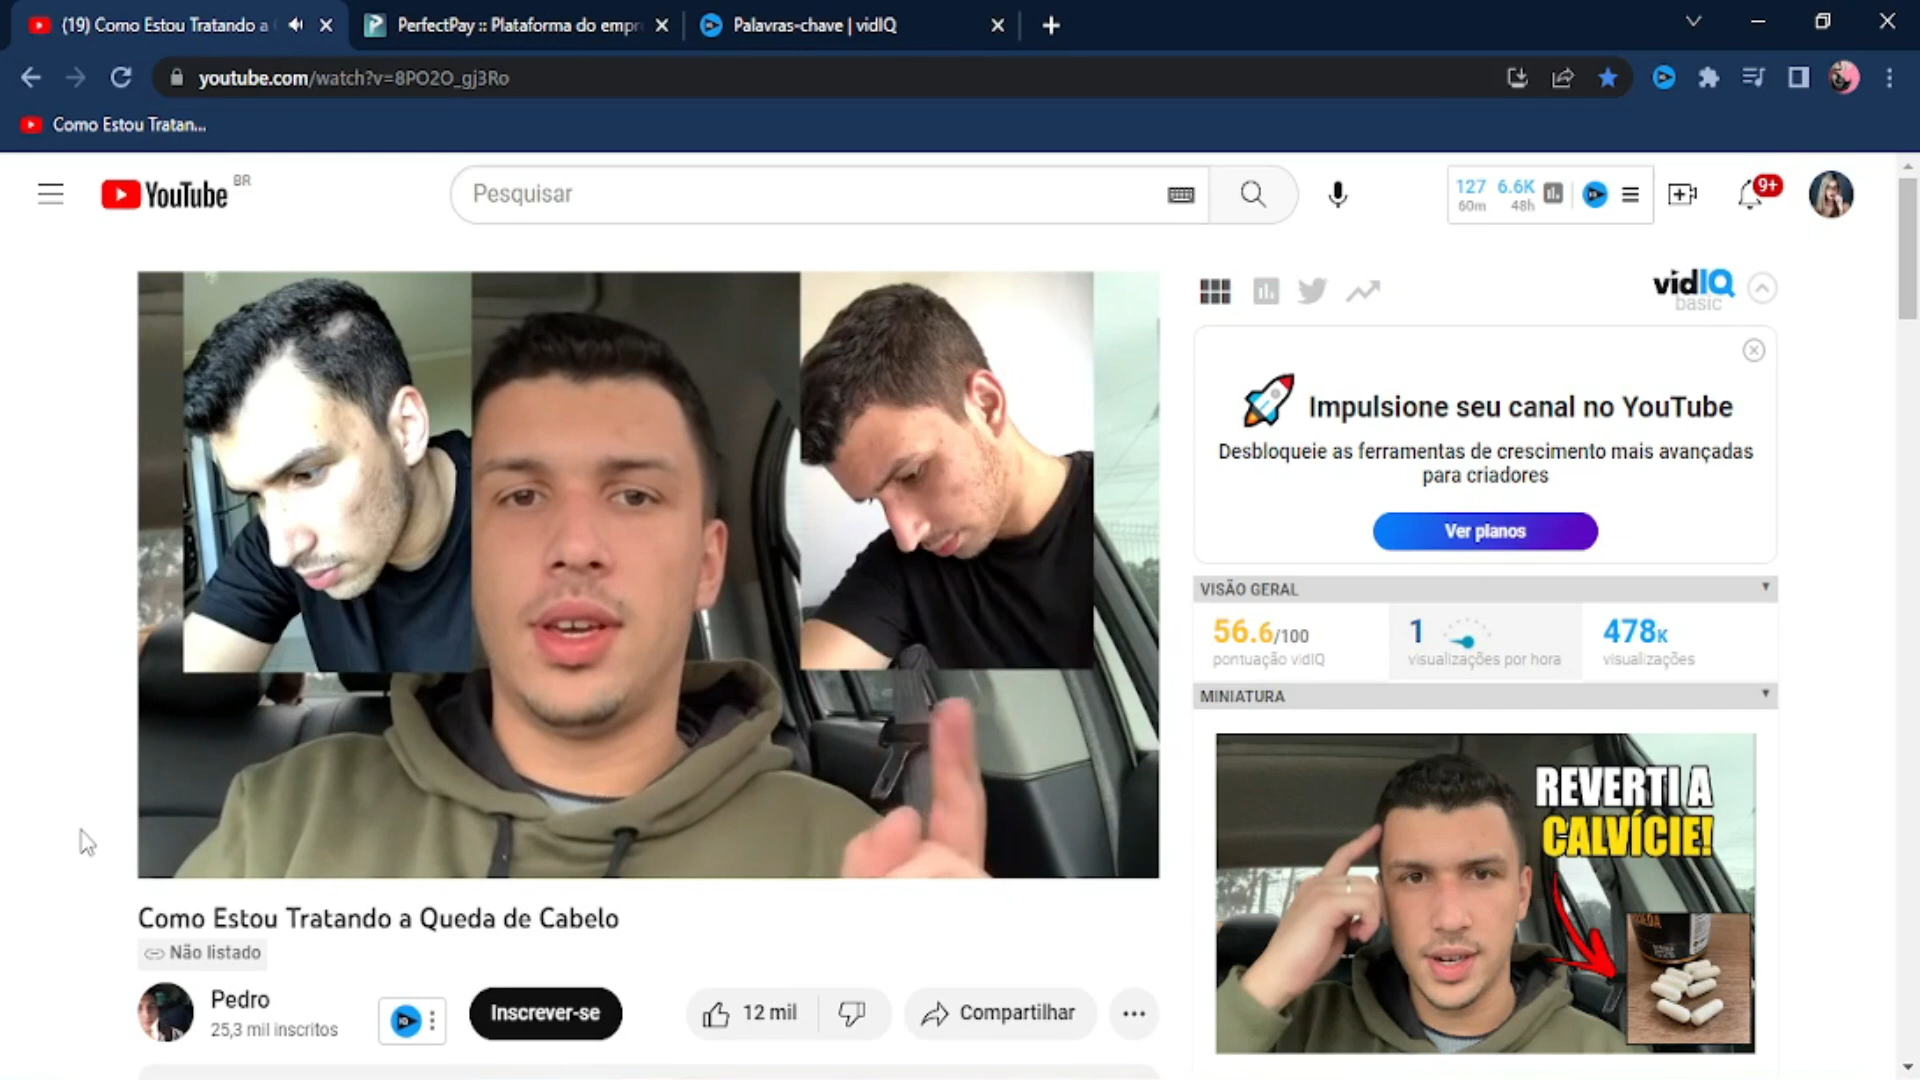 (19) Como Estou Tratando a
PerfectPay :: Plataforma do empr
Palavras-chave | vidIQ
youtube.com/watch?v=8PO2O_gj3Ro
Como Estou Tratan...
YouTube BR
Pesquisar
127 6.6K
60m 48h
9+
vidIQ
basic
Impulsione seu canal no YouTube
Desbloqueie as ferramentas de crescimento mais avançadas
para criadores
Ver planos
VISÃO GERAL
56.6/100
pontuação vidIQ
1
visualizações por hora
478K
visualizações
MINIATURA
REVERTI A
CALVÍCIE!
Como Estou Tratando a Queda de Cabelo
Não listado
Pedro
25,3 mil inscritos
Inscrever-se
12 mil
Compartilhar